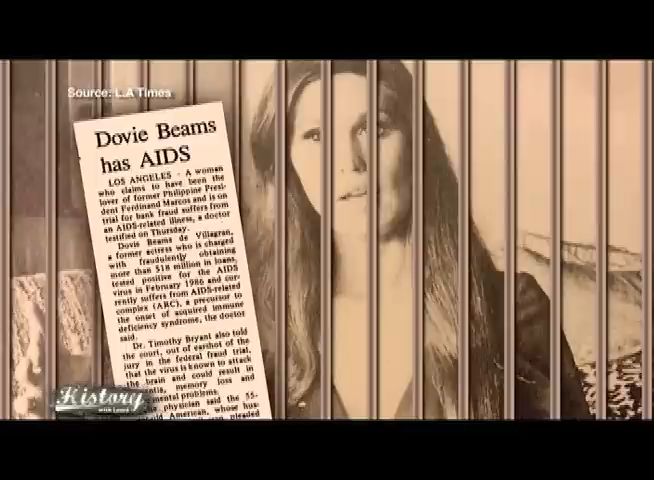 Source: L.A Times
Dovie Beams
has AIDS
LOS ANGELES - A woman
who claims to have been the
lover of former Philippine Presi-
dent Ferdinand Marcos and is on
trial for bank fraud suffers from
an AIDS-related illness, a doctor
testified on Thursday.
Dovie Beams de Villagran,
a former actress who is charged
with fraudulently obtaining
more than $18 million in loans,
tested positive for the AIDS
virus in February 1986 and cur-
rently suffers from AIDS-related
complex (ARC), a precursor to
the onset of acquired immune
deficiency syndrome, the doctor
said.
Dr. Timothy Bryant also told
the court, out of earshot of the
jury in the federal fraud trial,
that the virus is known to attack
the brain and could result in
memory loss and
mental problems.
physician said the 55-
American, whose hus-
pleaded
History
with Lourd